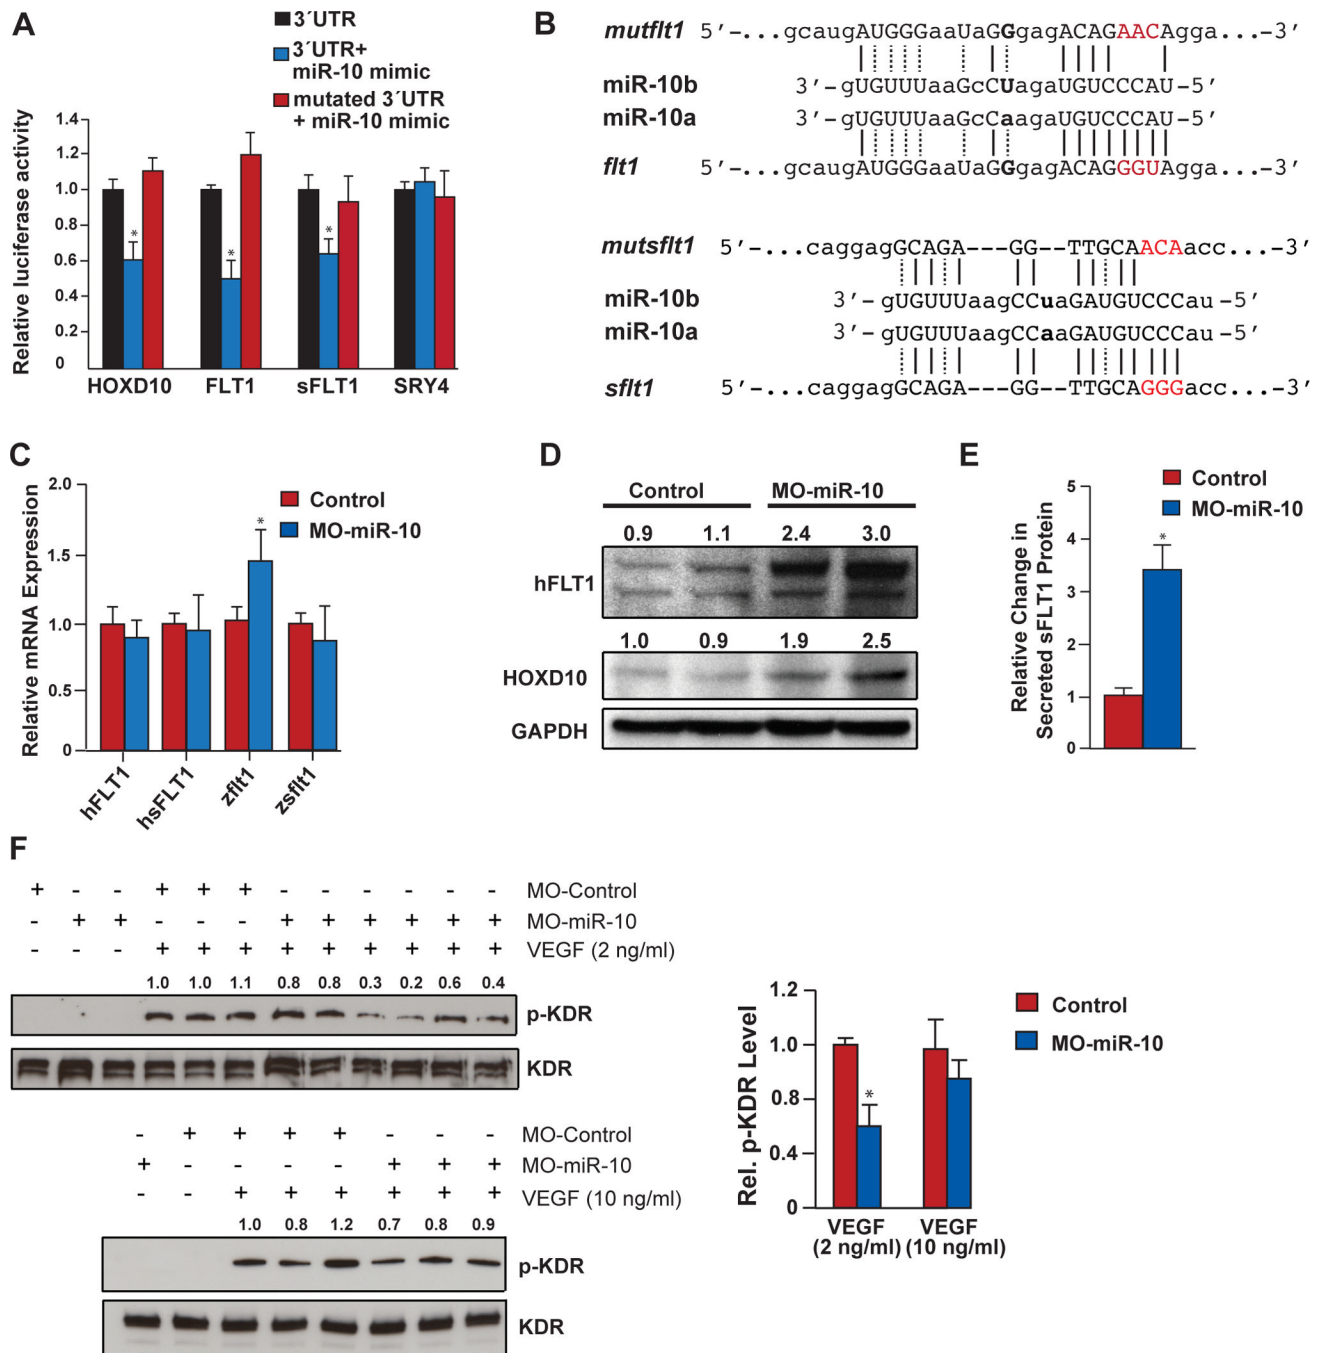 A
3´UTR
3´UTR+
miR-10 mimic
mutated 3´UTR
+ miR-10 mimic
Relative luciferase activity
1.4
1.2
1.0
0.8
0.6
0.4
0.2
0
* * *
HOXD10 FLT1 sFLT1 SRY4
B
mutflt1 5′-...gcaugAUGGGaaUaGGgagACAGAACAgga...-3′
miR-10b 3′-gUGUUUaaGcCUagaUGUCCCAU-5′
miR-10a 3′-gUGUUUaaGcCaagaUGUCCCAU-5′
flt1 5′-...gcaugAUGGGaaUaGGgagACAGGGUAgga...-3′
mutsflt1 5′-...caggagGCAGA---GG--TTGCAACAacc...-3′
miR-10b 3′-gUGUUUaagCCuaGAUGUCCCau-5′
miR-10a 3′-gUGUUUaagCCaaGAUGUCCCau-5′
sflt1 5′-...caggagGCAGA---GG--TTGCAGGGacc...-3′
C
Relative mRNA Expression
2.0
1.5
1.0
0.5
0
Control
MO-miR-10
*
hFLT1 hsFLT1 zflt1 zsflt1
D
Control MO-miR-10
0.9 1.1 2.4 3.0
hFLT1
1.0 0.9 1.9 2.5
HOXD10
GAPDH
E
Control
MO-miR-10
Relative Change in
Secreted sFLT1 Protein
5
4
3
2
1
0
*
F
+ - - + + + - - - - - - MO-Control
- + + - - - + + + + + + MO-miR-10
- - - + + + + + + + + + VEGF (2 ng/ml)
1.0 1.0 1.1 0.8 0.8 0.3 0.2 0.6 0.4
p-KDR
KDR
- + + + + - - - MO-Control
+ - - - - + + + MO-miR-10
- - + + + + + + VEGF (10 ng/ml)
1.0 0.8 1.2 0.7 0.8 0.9
p-KDR
KDR
Rel. p-KDR Level
1.2
1.0
0.8
0.4
0
*
Control
MO-miR-10
VEGF VEGF
(2 ng/ml) (10 ng/ml)